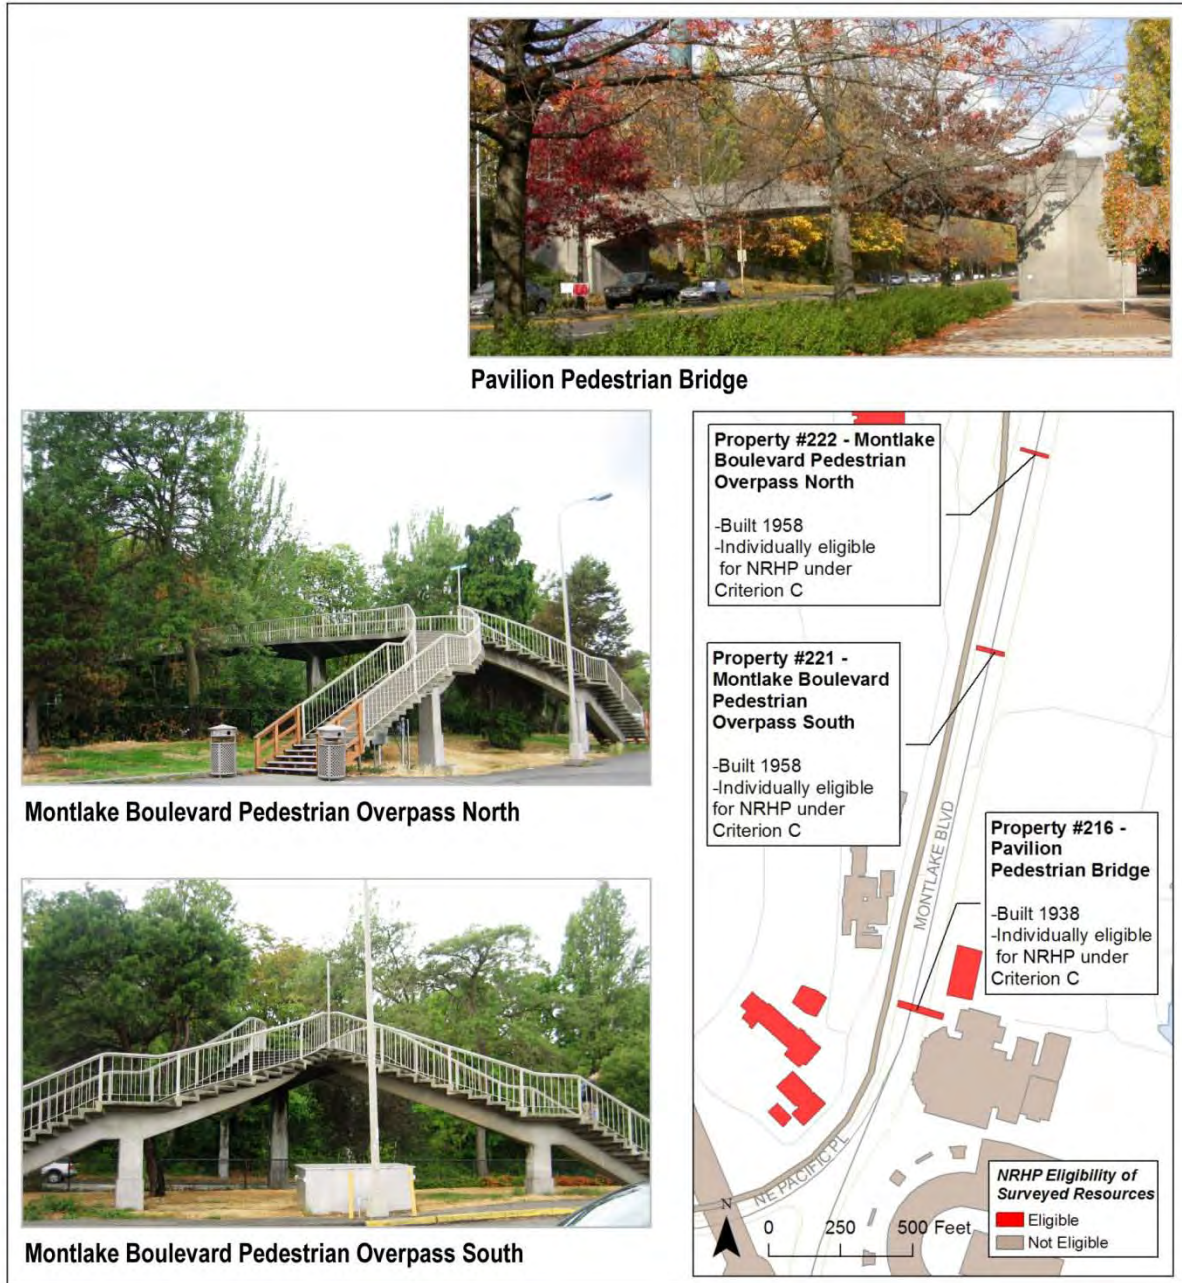 Pavilion Pedestrian Bridge
Montlake Boulevard Pedestrian Overpass North
Montlake Boulevard Pedestrian Overpass South
Property #222 - Montlake
Boulevard Pedestrian
Overpass North
-Built 1958
-Individually eligible
for NRHP under
Criterion C
Property #221 -
Montlake Boulevard
Pedestrian
Overpass South
-Built 1958
-Individually eligible
for NRHP under
Criterion C
MONTLAKE BLVD
Property #216 -
Pavilion
Pedestrian Bridge
-Built 1938
-Individually eligible
for NRHP under
Criterion C
NE PACIFIC PL
N
0 250 500 Feet
NRHP Eligibility of
Surveyed Resources
Eligible
Not Eligible